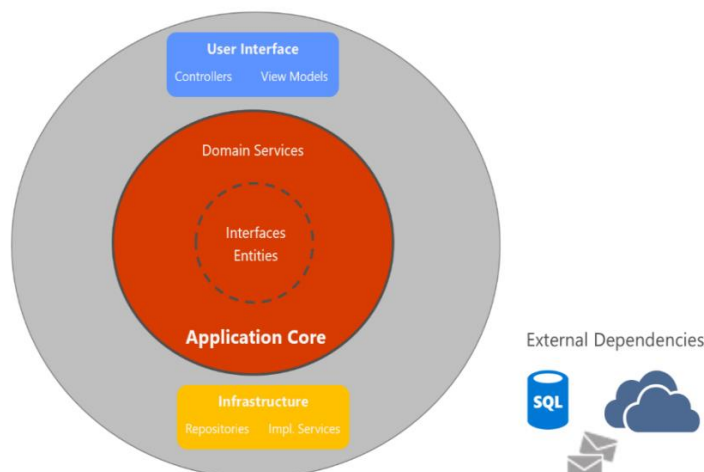 User Interface
Controllers View Models
Domain Services
Interfaces
Entities
Application Core
Infrastructure
Repositories Impl. Services
External Dependencies
SQL